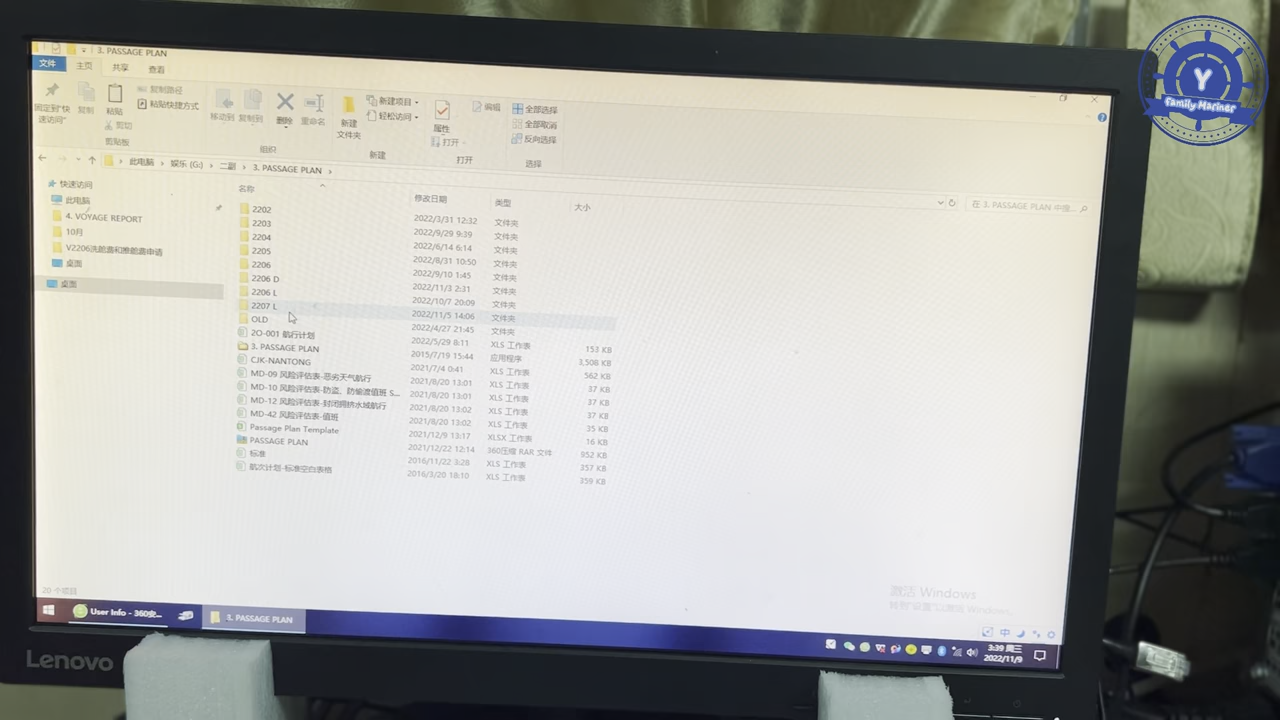 3. PASSAGE PLAN
文件 主页 共享 查看
固定到"快速访问" 复制 粘贴 复制路径 粘贴快捷方式 剪切
移动到 复制到 删除 重命名 新建文件夹 新建项目 轻松访问 属性 打开 编辑 全部选择 全部取消 反向选择
剪贴板 组织 新建 打开 选择
此电脑 娱乐 (G:) 二副 3. PASSAGE PLAN
在 3. PASSAGE PLAN 中搜...
快速访问
此电脑
4. VOYAGE REPORT
10月
桌面
桌面
名称 修改日期 类型 大小
2202 2022/3/31 12:32 文件夹
2203 2022/9/29 9:39 文件夹
2204 2022/6/14 6:14 文件夹
2205 2022/8/31 10:50 文件夹
2206 2022/9/10 1:45 文件夹
2206 D 2022/11/3 2:31 文件夹
2206 L 2022/10/7 20:09 文件夹
2207 L 2022/11/5 14:06 文件夹
OLD 2022/4/27 21:45 文件夹
2O-001 航行计划 2022/5/29 8:11 XLS 工作表 153 KB
3. PASSAGE PLAN 2015/7/19 15:44 应用程序 3,508 KB
CJK-NANTONG 2021/7/4 0:41 XLS 工作表 562 KB
MD-09 风险评估表-恶劣天气航行 2021/8/20 13:01 XLS 工作表 37 KB
MD-10 风险评估表-防盗、防偷渡值班 S... 2021/8/20 13:01 XLS 工作表 37 KB
MD-12 风险评估表-封闭拥挤水域航行 2021/8/20 13:02 XLS 工作表 37 KB
MD-42 风险评估表-值班 2021/8/20 13:02 XLS 工作表 35 KB
Passage Plan Template 2021/12/9 13:17 XLSX 工作表 16 KB
PASSAGE PLAN 2021/12/22 12:14 360压缩 RAR 文件 952 KB
标准 2016/11/22 3:28 XLS 工作表 357 KB
航次计划-标准空白表格 2016/3/20 18:10 XLS 工作表 359 KB
20 个项目
激活 Windows
转到"设置"以激活 Windows。
User Info - 360安...
3. PASSAGE PLAN
中
3:39 周三
2022/11/9
Lenovo
Y
family Mariner